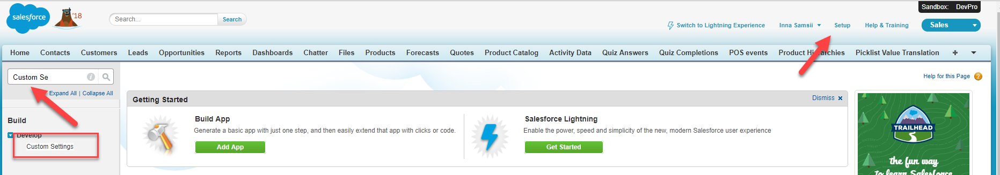 Sandbox: DevPro
salesforce
'18
Search...
Search
Switch to Lightning Experience
Inna Samsii
Setup
Help & Training
Sales
Home Contacts Customers Leads Opportunities Reports Dashboards Chatter Files Products Forecasts Quotes Product Catalog Activity Data Quiz Answers Quiz Completions POS events Product Hierarchies Picklist Value Translation +
Custom Se
Expand All | Collapse All
Build
Develop
Custom Settings
Help for this Page ?
Getting Started
Dismiss x
Build App
Generate a basic app with just one step, and then easily extend that app with clicks or code.
Add App
Salesforce Lightning
Enable the power, speed and simplicity of the new, modern Salesforce user experience
Get Started
TRAILHEAD
the fun way
to learn Salesforce